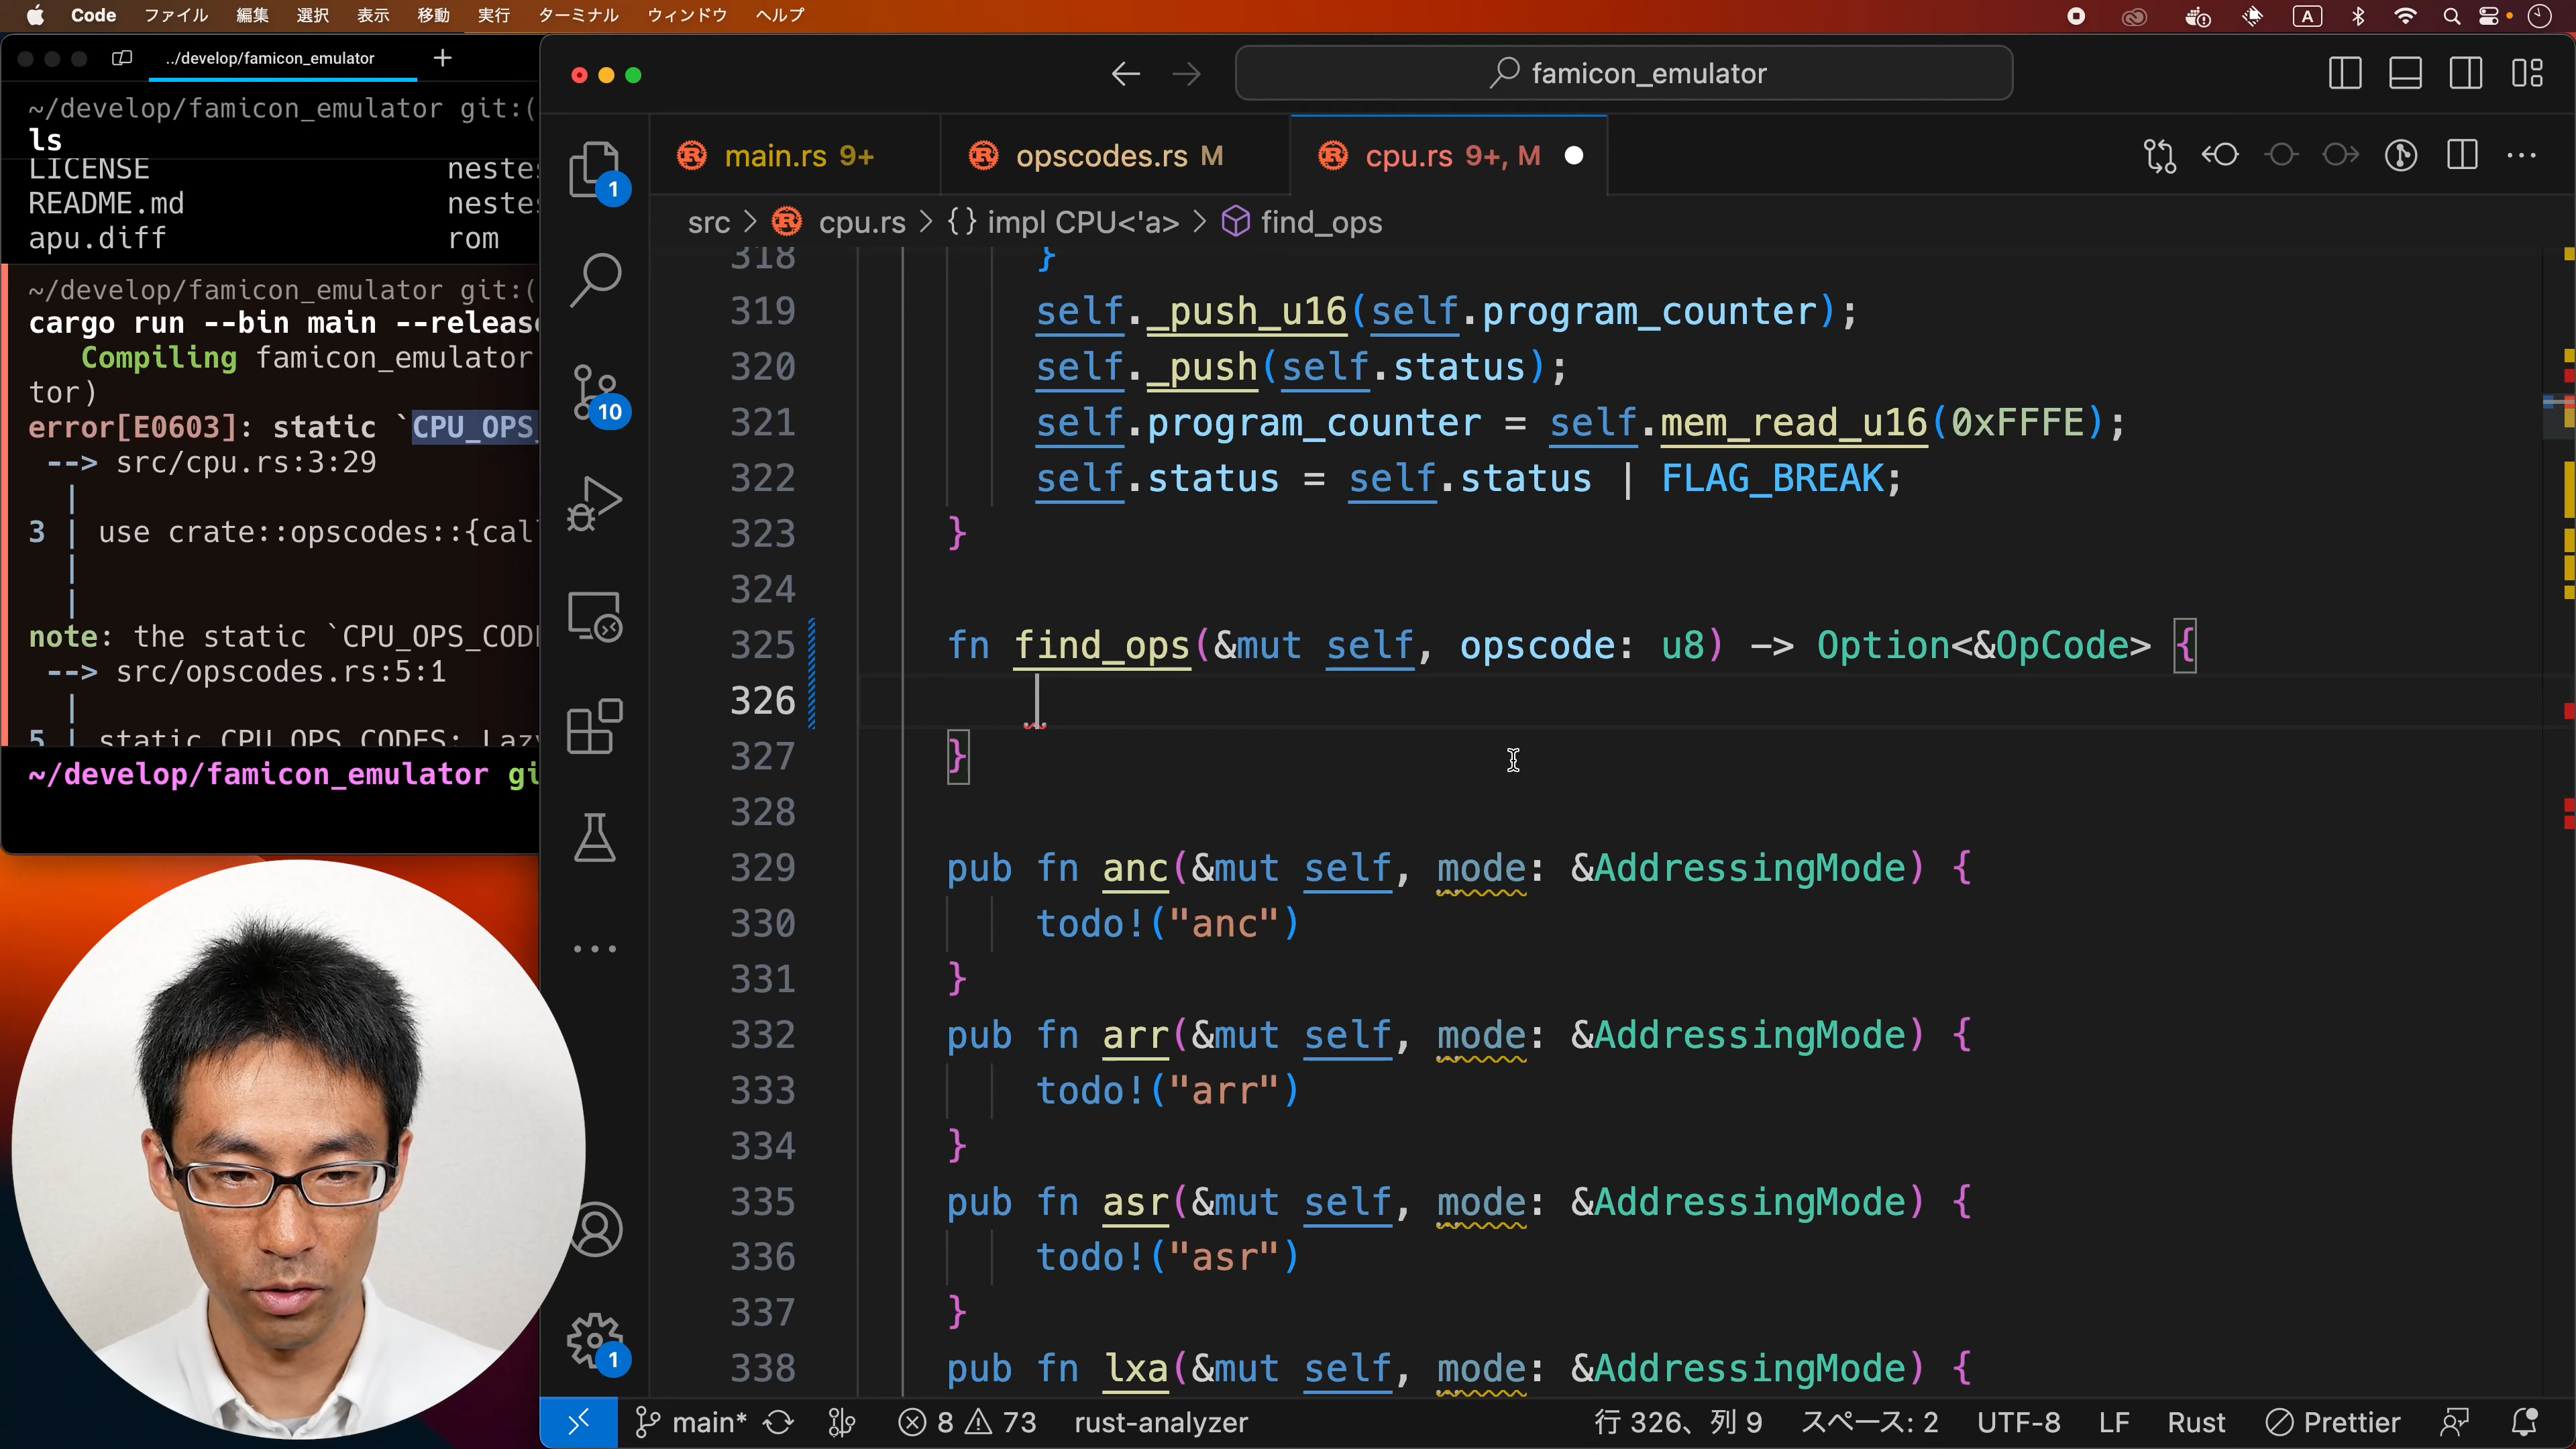 Code ファイル 編集 選択 表示 移動 実行 ターミナル ウィンドウ ヘルプ
A
../develop/famicon_emulator
~/develop/famicon_emulator git:(
ls
LICENSE nestes
README.md nestes
apu.diff rom
~/develop/famicon_emulator git:(
cargo run --bin main --release
Compiling famicon_emulator
tor)
error[E0603]: static `CPU_OPS_
--> src/cpu.rs:3:29
|
3 | use crate::opscodes::{cal
|
|
note: the static `CPU_OPS_COD
--> src/opscodes.rs:5:1
|
5 | static CPU_OPS_CODES: Laz
~/develop/famicon_emulator gi
famicon_emulator
main.rs 9+
opscodes.rs M
cpu.rs 9+, M
src > cpu.rs > {} impl CPU<'a> > find_ops
1
10
1
318 }
319 self._push_u16(self.program_counter);
320 self._push(self.status);
321 self.program_counter = self.mem_read_u16(0xFFFE);
322 self.status = self.status | FLAG_BREAK;
323 }
324
325 fn find_ops(&mut self, opscode: u8) -> Option<&OpCode> {
326
327 }
328
329 pub fn anc(&mut self, mode: &AddressingMode) {
330 todo!("anc")
331 }
332 pub fn arr(&mut self, mode: &AddressingMode) {
333 todo!("arr")
334 }
335 pub fn asr(&mut self, mode: &AddressingMode) {
336 todo!("asr")
337 }
338 pub fn lxa(&mut self, mode: &AddressingMode) {
main* 8 73 rust-analyzer 行 326、列 9 スペース: 2 UTF-8 LF Rust Prettier